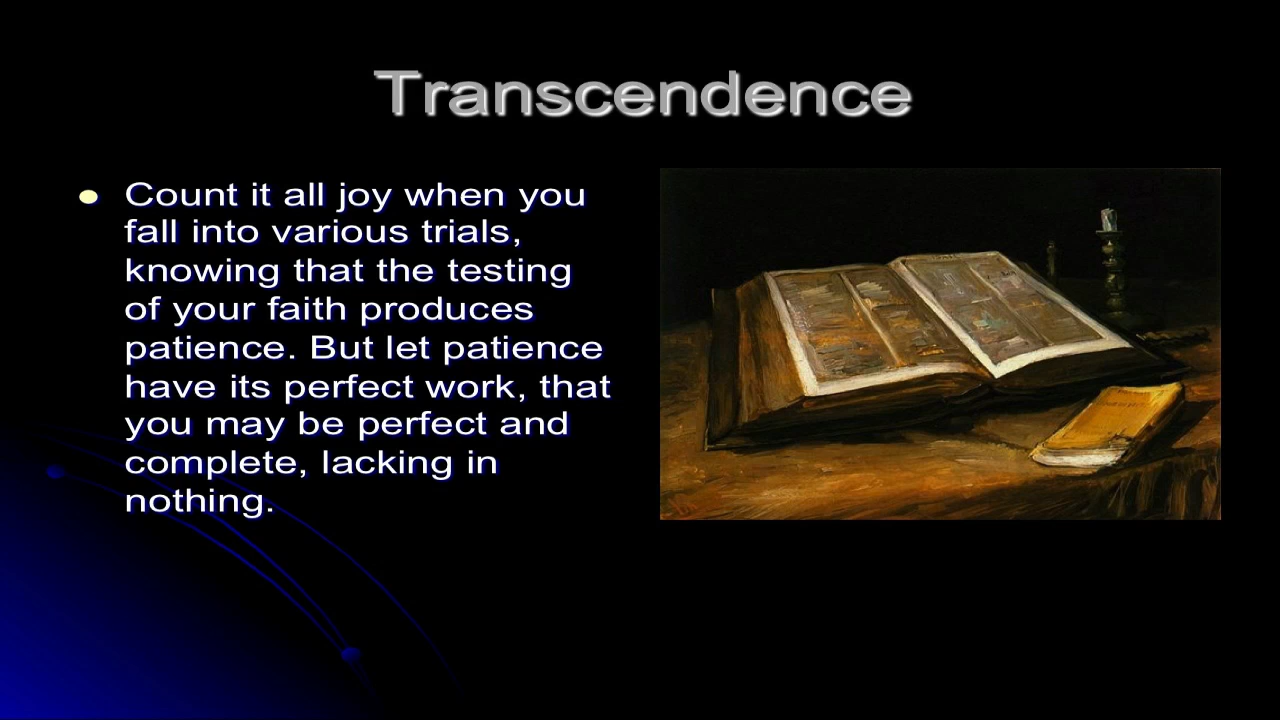 Transcendence
Count it all joy when you
fall into various trials,
knowing that the testing
of your faith produces
patience. But let patience
have its perfect work, that
you may be perfect and
complete, lacking in
nothing.